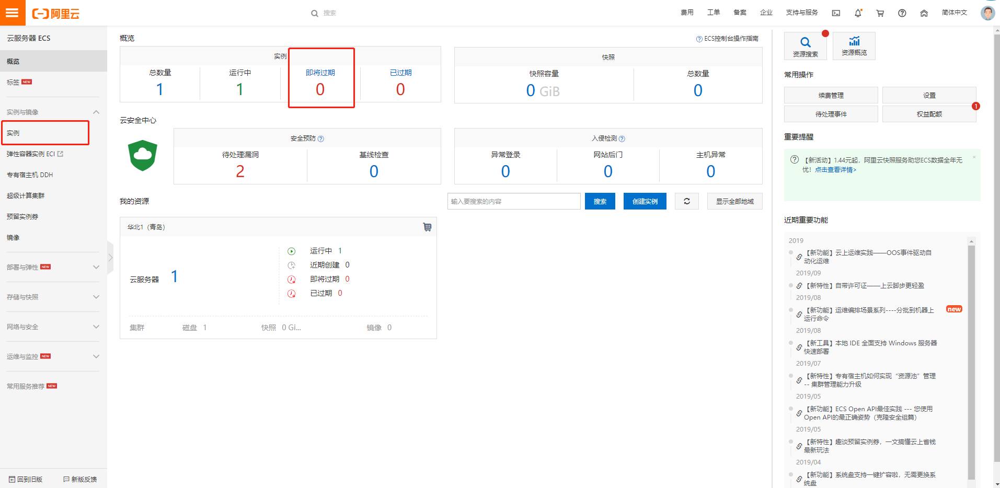 阿里云
搜索
费用
工单
备案
企业
支持与服务
简体中文
云服务器 ECS
概览
标签 NEW
实例与镜像
实例
弹性容器实例 ECI
专有宿主机 DDH
超级计算集群
预留实例券
镜像
部署与弹性 NEW
存储与快照
网络与安全
运维与监控 NEW
常用服务推荐 NEW
回到旧版
新版反馈
概览
ECS控制台操作指南
实例
总数量
1
运行中
1
即将过期
0
已过期
0
快照
快照容量
0 GiB
总数量
0
云安全中心
安全预防
待处理漏洞
2
基线检查
0
入侵检测
异常登录
0
网站后门
0
主机异常
0
我的资源
输入要搜索的内容
搜索
创建实例
显示全部地域
华北1（青岛）
云服务器 1
运行中 1
近期创建 0
即将过期 0
已过期 0
集群
磁盘 1
快照 0 Gi...
镜像 0
资源搜索
资源概览
常用操作
续费管理
设置
待处理事件
权益配额
1
重要提醒
【新活动】1.44元起，阿里云快照服务助您ECS数据全年无
忧！点击查看详情>
近期重要功能
2019
【新功能】云上运维实践——OOS事件驱动自
动化运维
2019/09
【新特性】自带许可证——上云脚步更轻盈
2019/08
【新功能】运维编排场景系列----分批到机器上
运行命令
new
2019/08
【新工具】本地 IDE 全面支持 Windows 服务器
快速部署
2019/07
【新特性】专有宿主机如何实现“资源池”管理
-- 集群管理能力升级
2019/05
【新功能】ECS Open API最佳实践 --- 您使用
Open API的最正确姿势（克隆安全组篇）
2019/05
【新特性】趣谈预留实例券，一文搞懂云上省钱
最新玩法
2019/04
【新功能】系统盘支持一键扩容啦，无需更换系
统盘